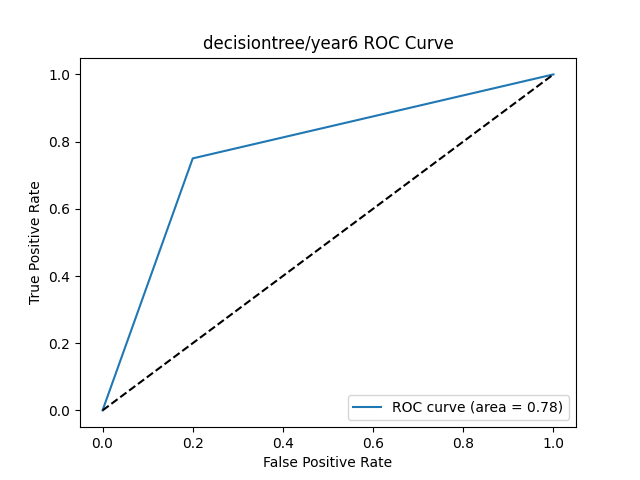 decisiontree/year6 ROC Curve
True Positive Rate
1.0
0.8
0.6
0.4
0.2
0.0
ROC curve (area = 0.78)
0.0 0.2 0.4 0.6 0.8 1.0
False Positive Rate